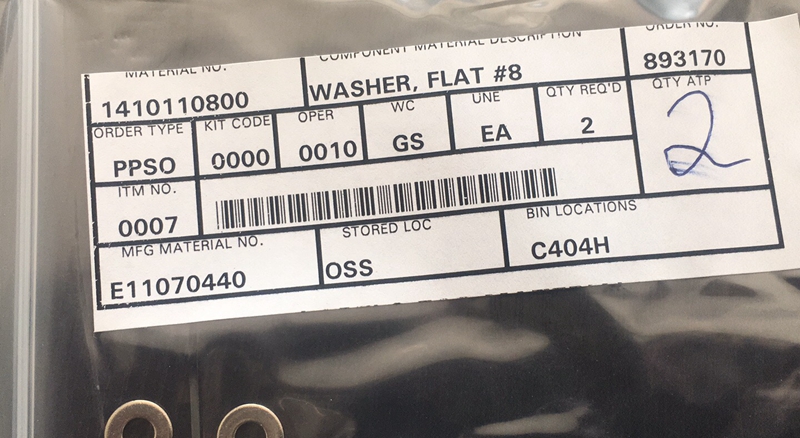 MATERIAL NO. COMPONENT MATERIAL DESCRIPTION ORDER NO.
1410110800 WASHER, FLAT #8 893170
ORDER TYPE KIT CODE OPER WC UNE QTY REQ'D QTY ATP
PPSO 0000 0010 GS EA 2 2
ITM NO.
0007
MFG MATERIAL NO. STORED LOC BIN LOCATIONS
E11070440 OSS C404H